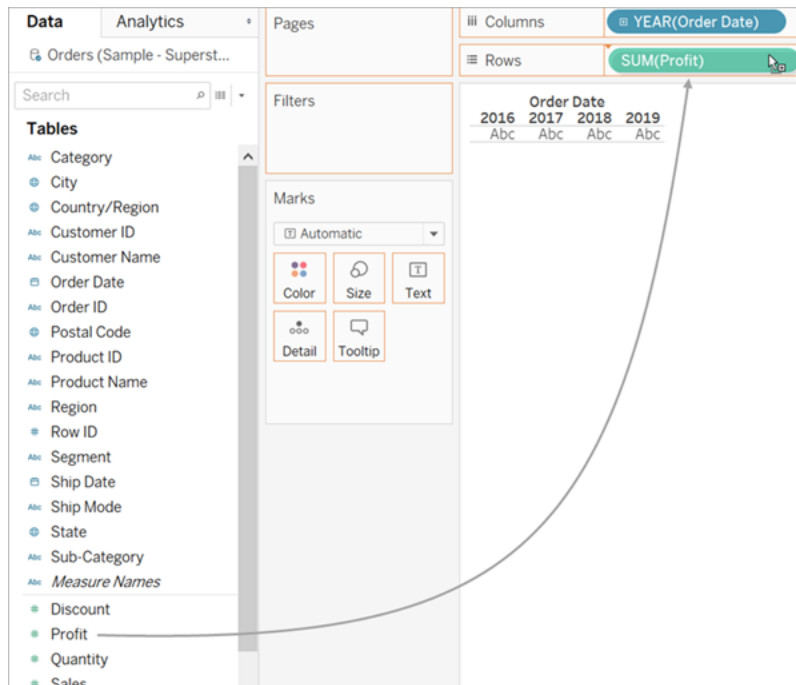 Data Analytics
Orders (Sample - Superst...
Search
Tables
Abc Category
City
Country/Region
Abc Customer ID
Abc Customer Name
Order Date
Abc Order ID
Postal Code
Abc Product ID
Abc Product Name
Abc Region
# Row ID
Abc Segment
Ship Date
Abc Ship Mode
State
Abc Sub-Category
Abc Measure Names
# Discount
# Profit
# Quantity
# Sales
Pages
Filters
Marks
T Automatic
Color Size Text
Detail Tooltip
Columns YEAR(Order Date)
Rows SUM(Profit)
Order Date
2016 2017 2018 2019
Abc Abc Abc Abc